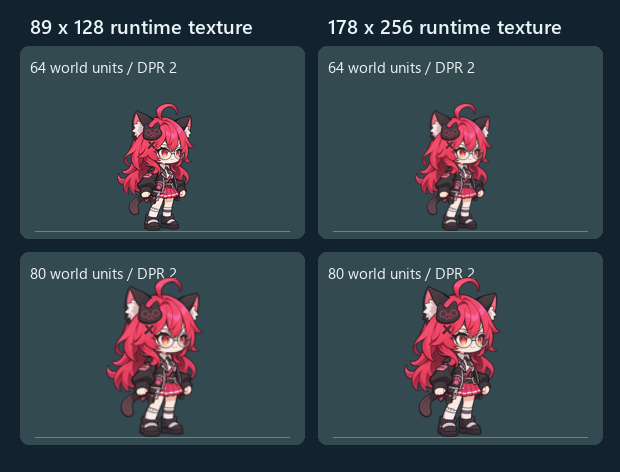 89 x 128 runtime texture
178 x 256 runtime texture
64 world units / DPR 2
64 world units / DPR 2
80 world units / DPR 2
80 world units / DPR 2